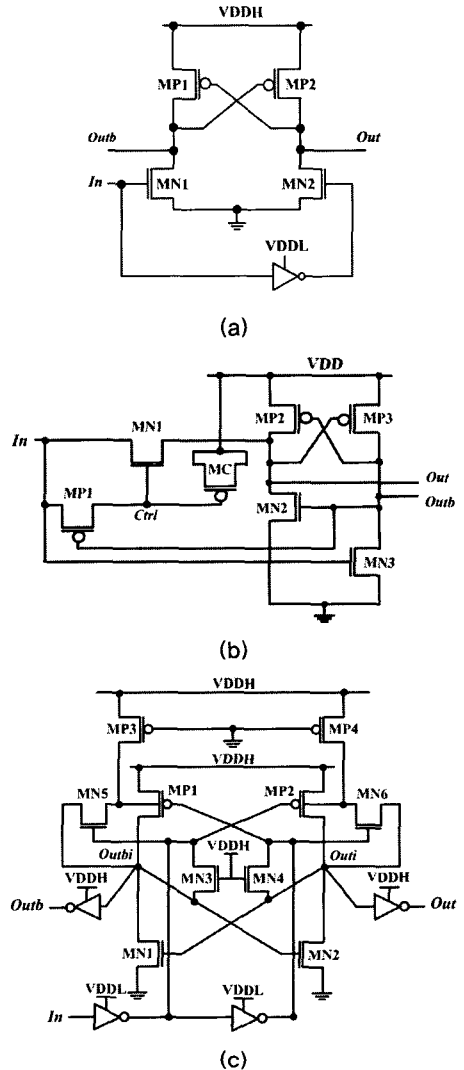 VDDH
MP1
MP2
Outb
Out
In
MN1
MN2
VDDL
(a)
VDD
MP2
MP3
In
MN1
MC
MP1
Ctrl
Out
MN2
Outb
MN3
(b)
VDDH
MP3
MP4
VDDH
MN5
MP1
MP2
MN6
Outbi
VDDH
Outi
VDDH
MN3
MN4
VDDH
Outb
Out
MN1
MN2
VDDL
VDDL
In
(c)